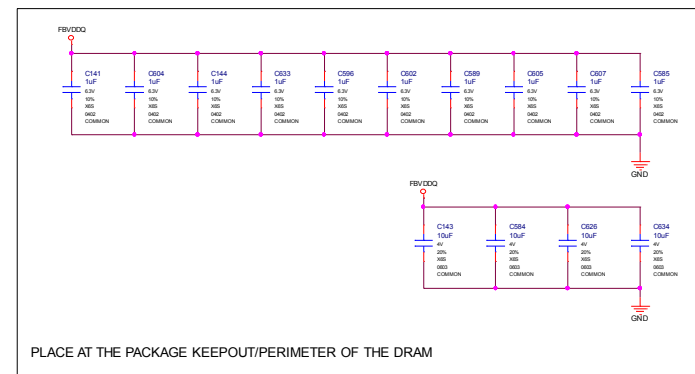 FBVDDQ
C141 C604 C144 C633 C596 C602 C589 C605 C607 C585
1uF 1uF 1uF 1uF 1uF 1uF 1uF 1uF 1uF 1uF
6.3V 6.3V 6.3V 6.3V 6.3V 6.3V 6.3V 6.3V 6.3V 6.3V
10% 10% 10% 10% 10% 10% 10% 10% 10% 10%
X6S X6S X6S X6S X6S X6S X6S X6S X6S X6S
0402 0402 0402 0402 0402 0402 0402 0402 0402 0402
COMMON COMMON COMMON COMMON COMMON COMMON COMMON COMMON COMMON COMMON
GND
FBVDDQ
C143 C584 C626 C634
10uF 10uF 10uF 10uF
4V 4V 4V 4V
20% 20% 20% 20%
X6S X6S X6S X6S
0603 0603 0603 0603
COMMON COMMON COMMON COMMON
GND
PLACE AT THE PACKAGE KEEPOUT/PERIMETER OF THE DRAM